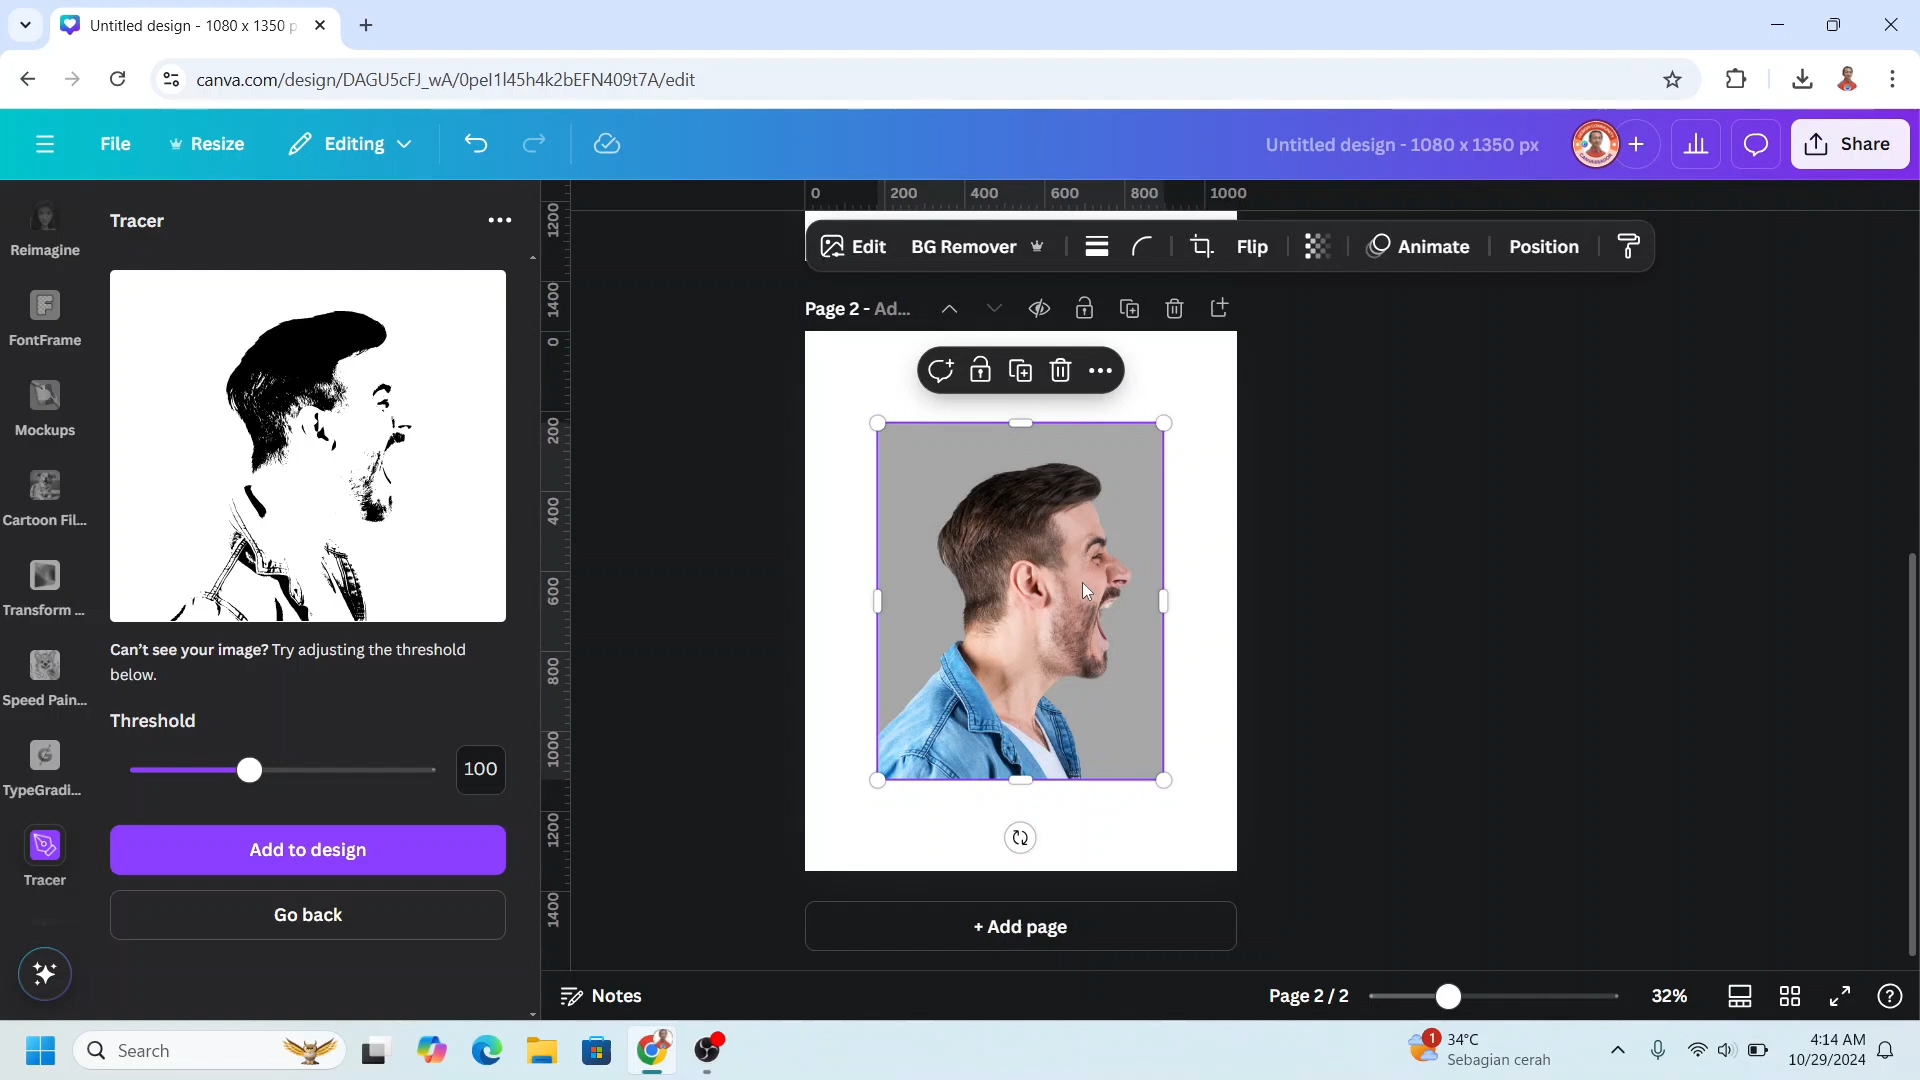 Untitled design - 1080 x 1350 p
canva.com/design/DAGU5cFJ_wA/0peI1l45h4k2bEFN409t7A/edit
File
Resize
Editing
Untitled design - 1080 x 1350 px
Share
Reimagine
FontFrame
Mockups
Cartoon Fil...
Transform ...
Speed Pain...
TypeGradi...
Tracer
Tracer
Can't see your image? Try adjusting the threshold
below.
Threshold
100
Add to design
Go back
0 200 400 600 800 1000
1200
1400
0
200
400
600
800
1000
1200
1400
Edit
BG Remover
Flip
Animate
Position
Page 2 - Ad...
+ Add page
Notes
Page 2 / 2
32%
Search
1
34°C
Sebagian cerah
4:14 AM
10/29/2024